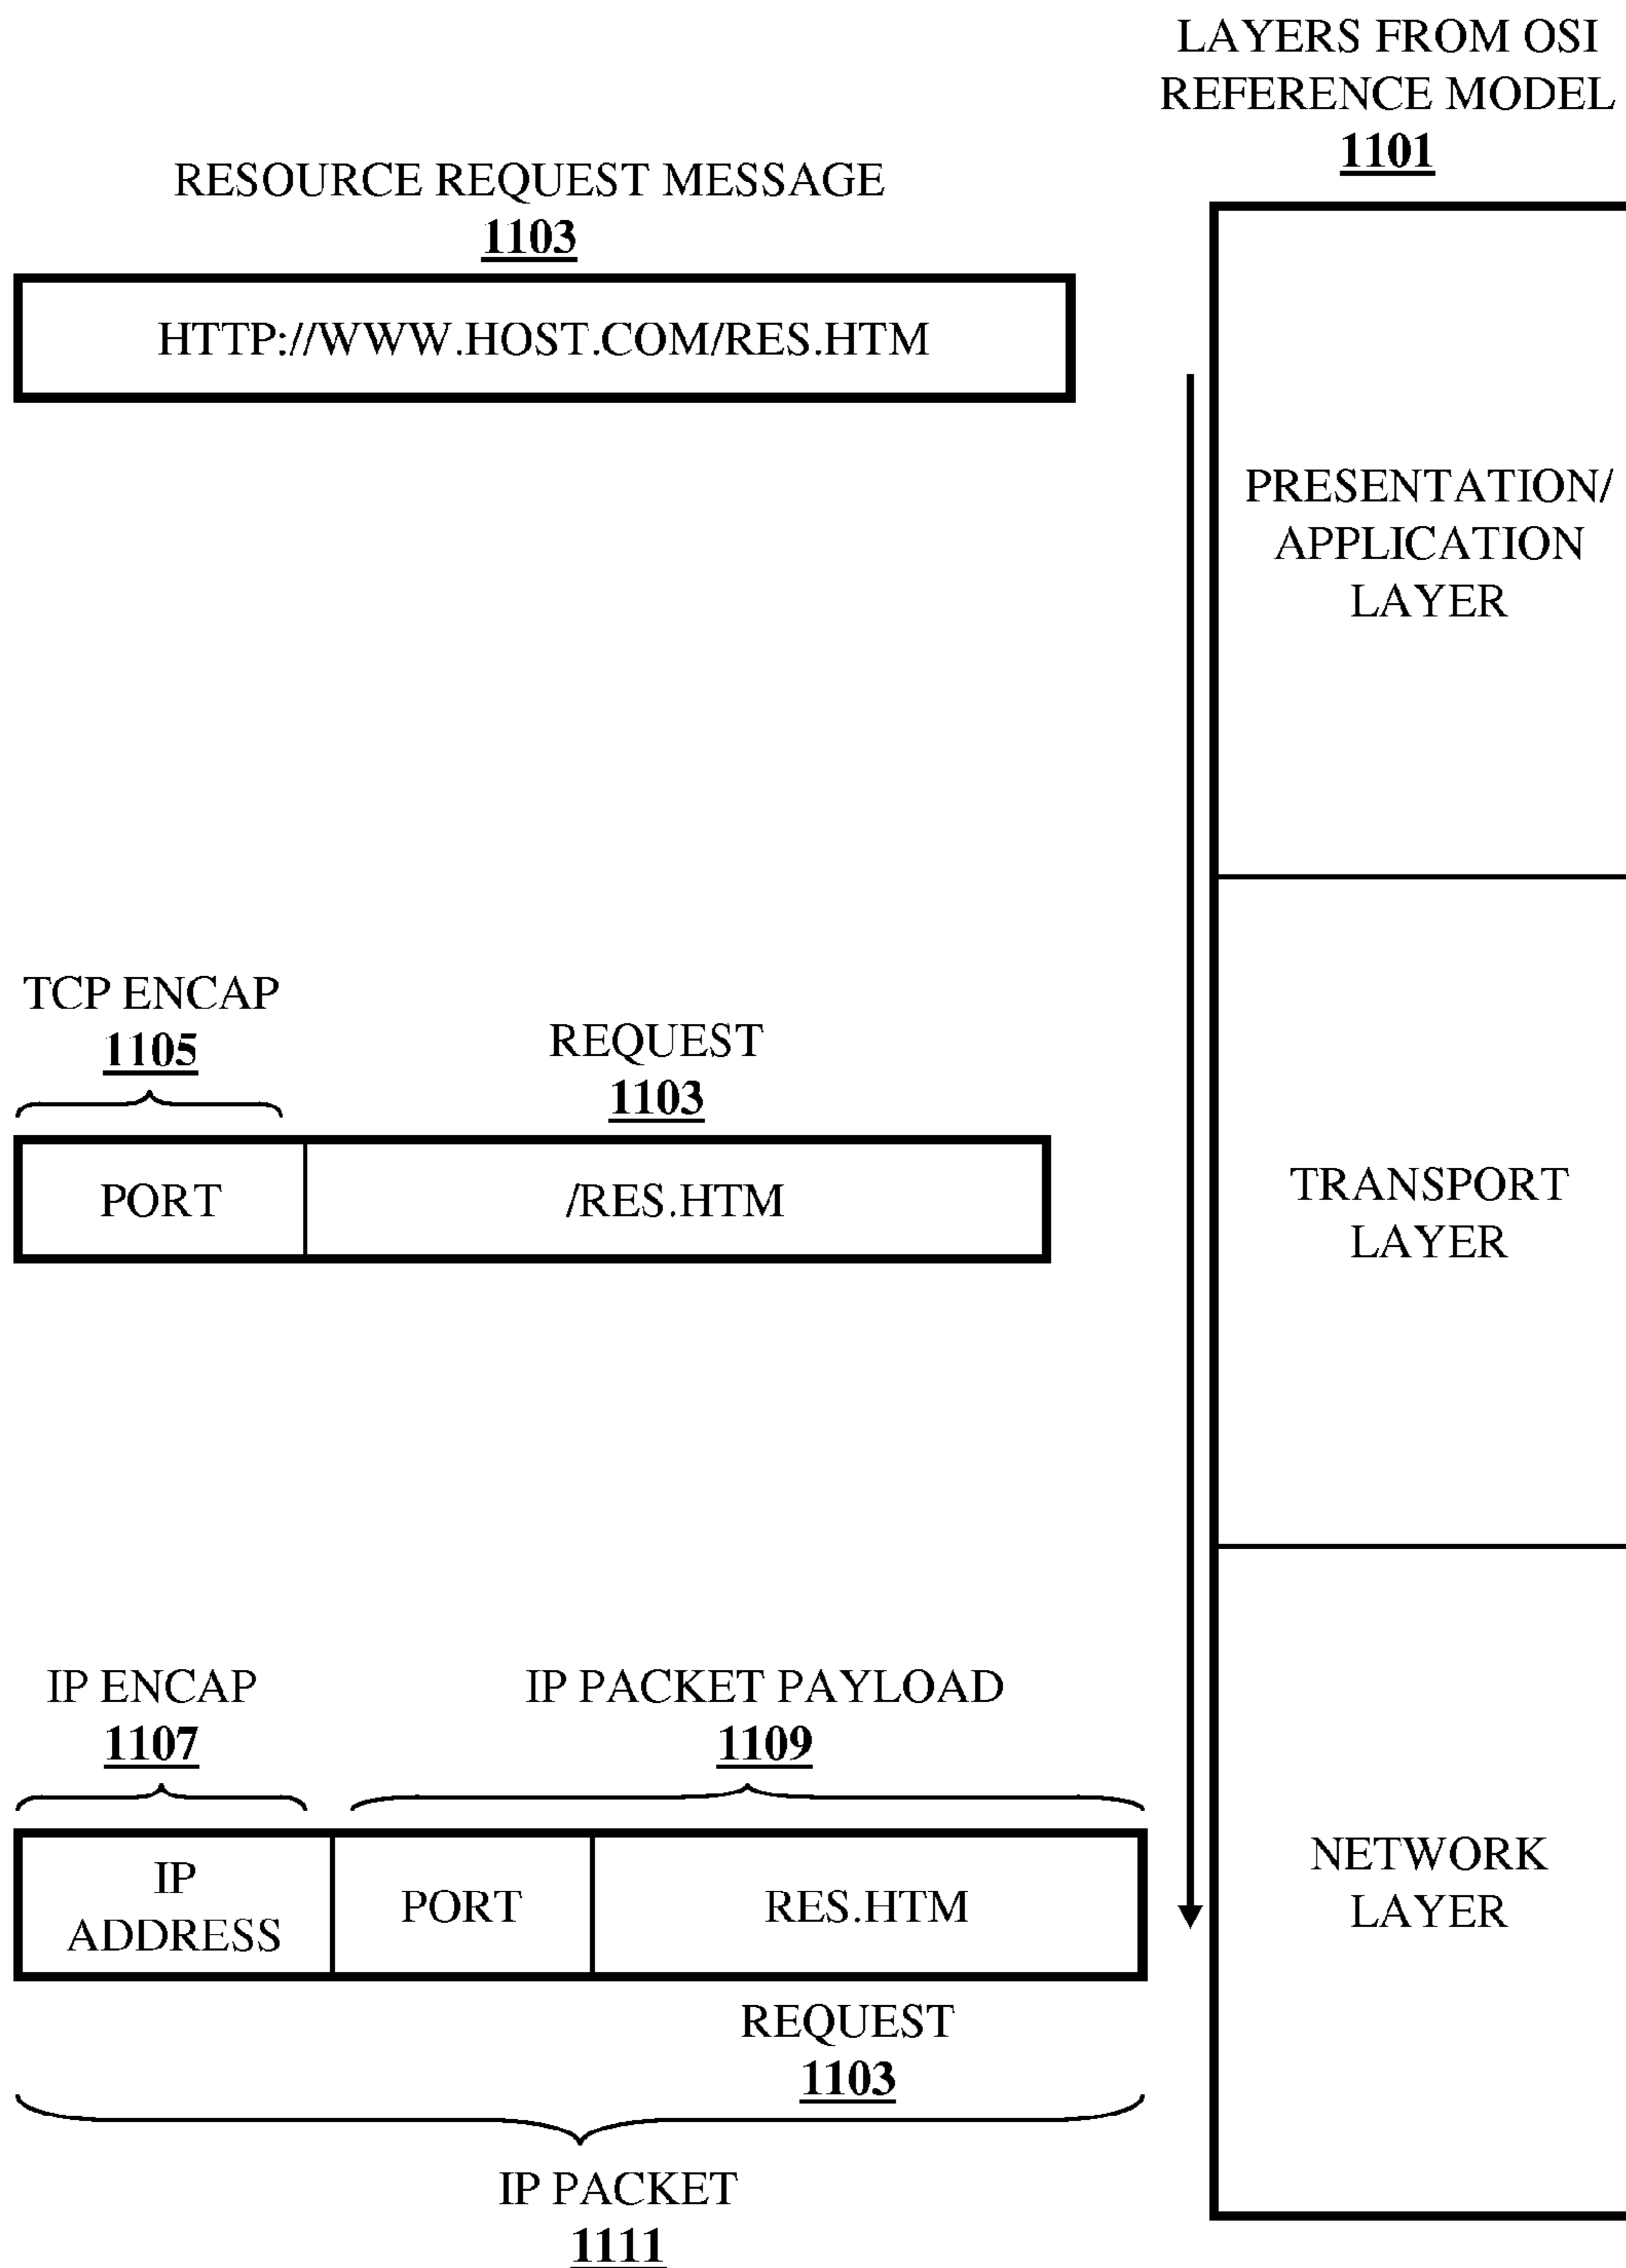 LAYERS FROM OSI
REFERENCE MODEL
1101
RESOURCE REQUEST MESSAGE
1103
HTTP://WWW.HOST.COM/RES.HTM
PRESENTATION/
APPLICATION
LAYER
TCP ENCAP
1105
REQUEST
1103
PORT
/RES.HTM
TRANSPORT
LAYER
IP ENCAP
1107
IP PACKET PAYLOAD
1109
IP
ADDRESS
PORT
RES.HTM
NETWORK
LAYER
REQUEST
1103
IP PACKET
1111